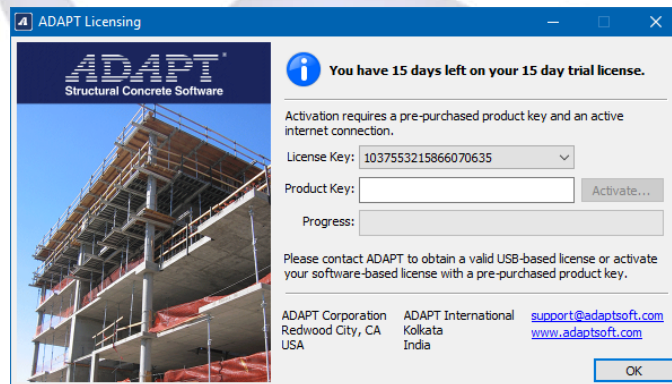 ADAPT Licensing
ADAPT
Structural Concrete Software
You have 15 days left on your 15 day trial license.
Activation requires a pre-purchased product key and an active
internet connection.
License Key: 1037553215866070635
Product Key:
Activate...
Progress:
Please contact ADAPT to obtain a valid USB-based license or activate
your software-based license with a pre-purchased product key.
ADAPT Corporation ADAPT International support@adaptsoft.com
Redwood City, CA Kolkata www.adaptsoft.com
USA India
OK